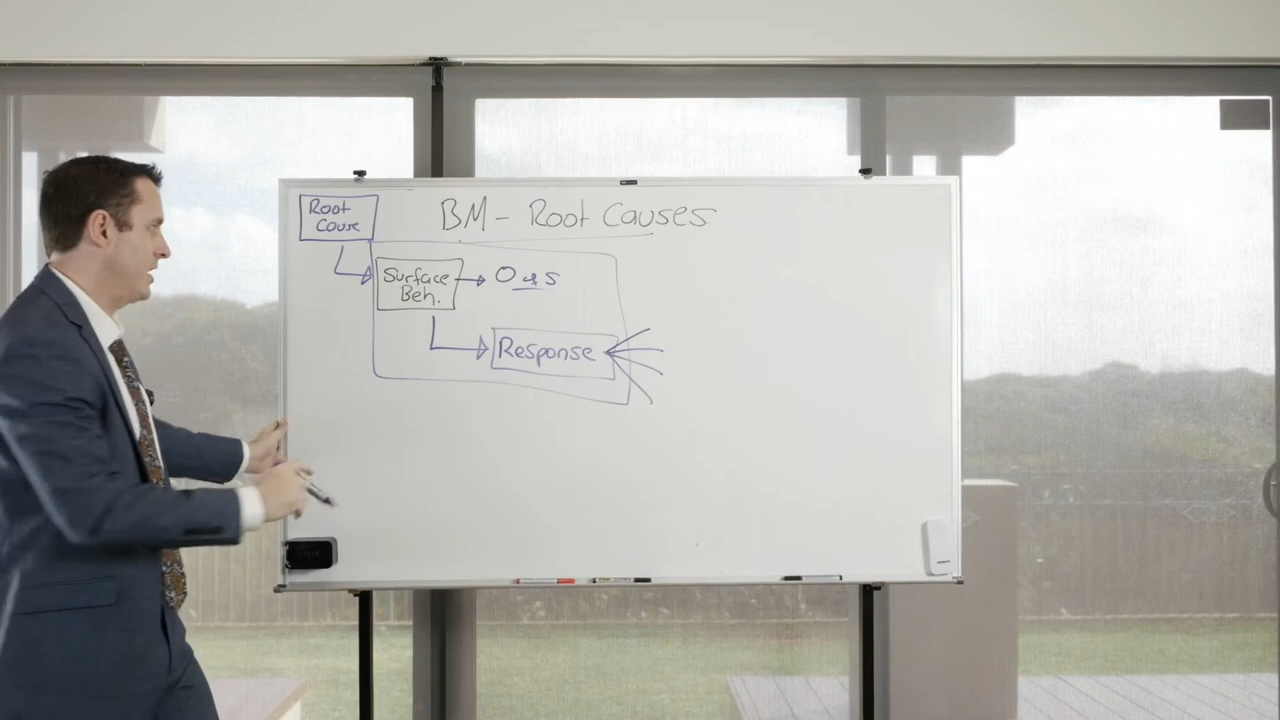 BM - Root Causes
Root
Cause
Surface
Beh.
Response